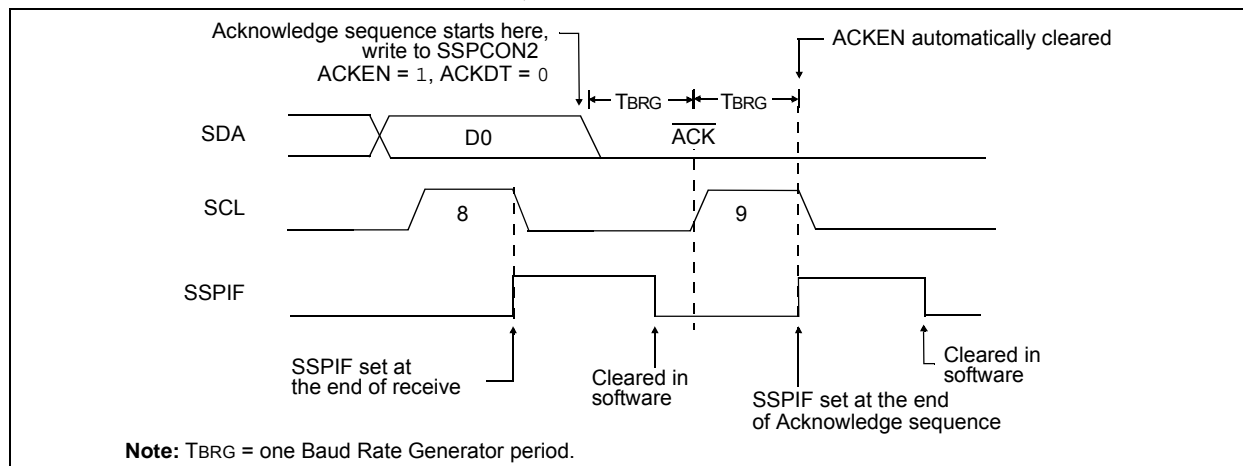 Acknowledge sequence starts here,
write to SSPCON2
ACKEN = 1, ACKDT = 0
ACKEN automatically cleared
TBRG
TBRG
SDA
D0
ACK
SCL
8
9
SSPIF
SSPIF set at
the end of receive
Cleared in
software
SSPIF set at the end
of Acknowledge sequence
Cleared in
software
Note: TBRG = one Baud Rate Generator period.